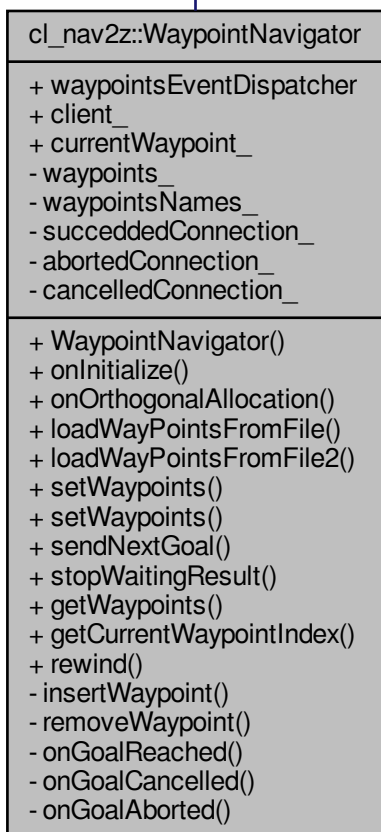 cl_nav2z::WaypointNavigator
+ waypointsEventDispatcher
+ client_
+ currentWaypoint_
- waypoints_
- waypointsNames_
- succeddedConnection_
- abortedConnection_
- cancelledConnection_
+ WaypointNavigator()
+ onInitialize()
+ onOrthogonalAllocation()
+ loadWayPointsFromFile()
+ loadWayPointsFromFile2()
+ setWaypoints()
+ setWaypoints()
+ sendNextGoal()
+ stopWaitingResult()
+ getWaypoints()
+ getCurrentWaypointIndex()
+ rewind()
- insertWaypoint()
- removeWaypoint()
- onGoalReached()
- onGoalCancelled()
- onGoalAborted()